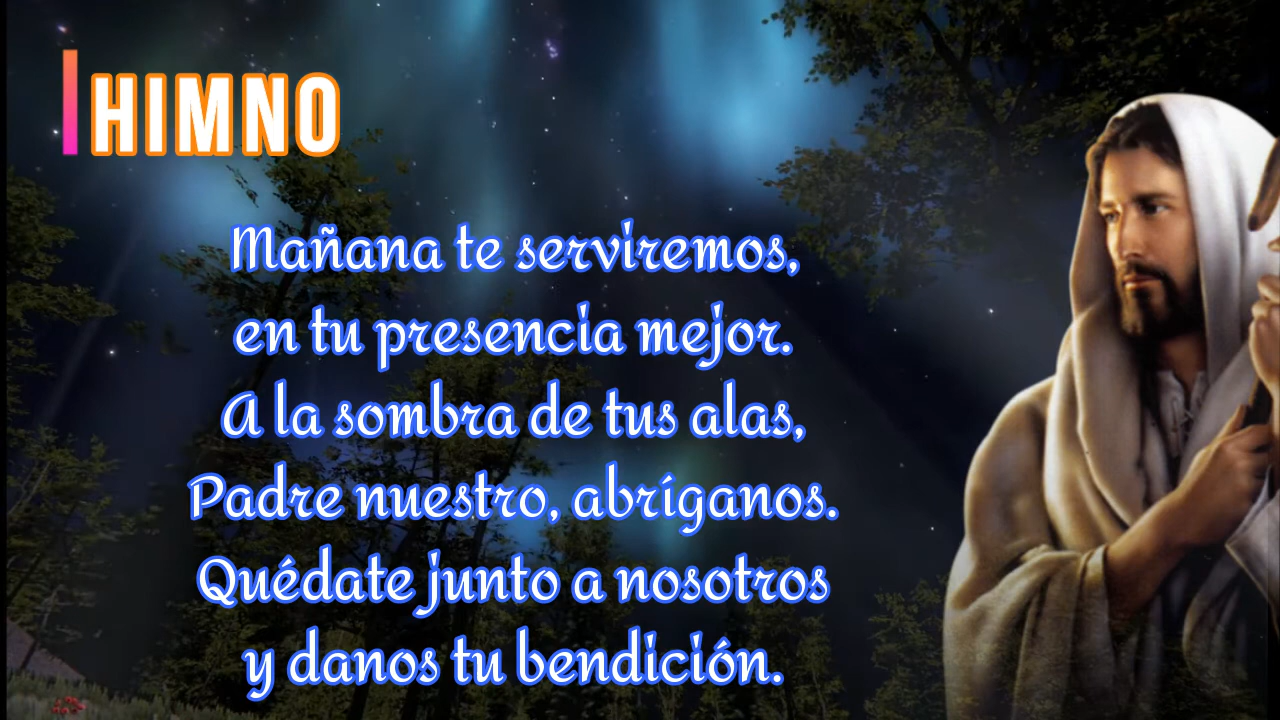 HIMNO
Mañana te serviremos,
en tu presencia mejor.
A la sombra de tus alas,
Padre nuestro, abríganos.
Quédate junto a nosotros
y danos tu bendición.